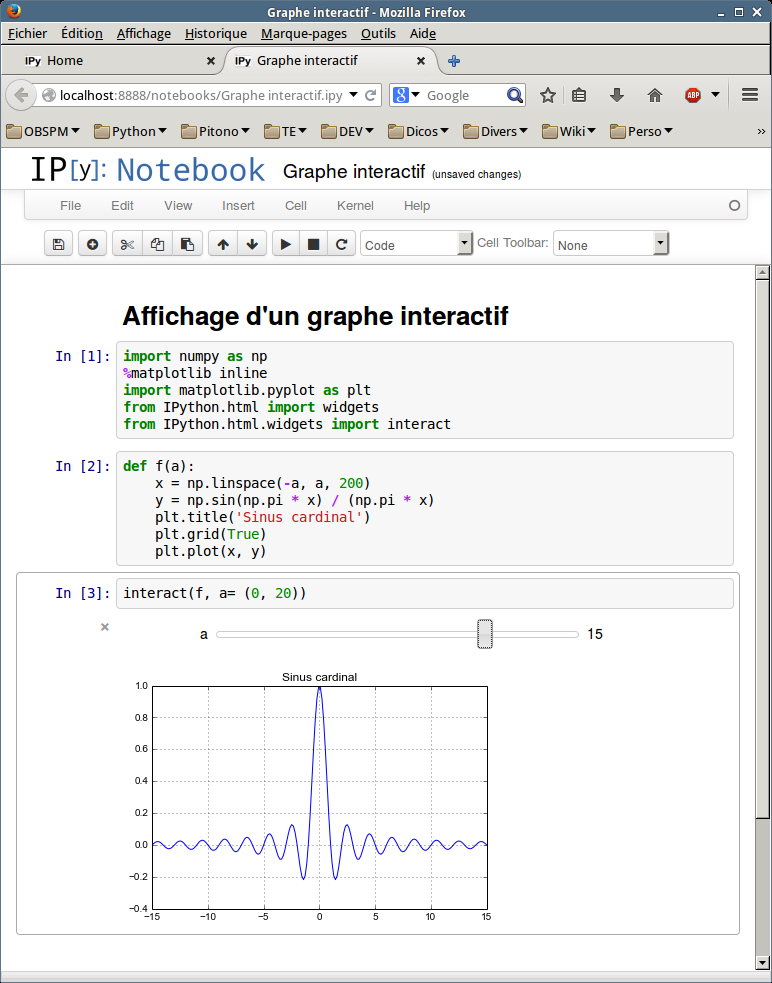 Graphe interactif - Mozilla Firefox
Fichier Édition Affichage Historique Marque-pages Outils Aide
IPy Home × IPy Graphe interactif ×
localhost:8888/notebooks/Graphe interactif.ipy Google ABP
OBSPM Python Pitono TE DEV Dicos Divers Wiki Perso »
IP[y]: Notebook Graphe interactif (unsaved changes)
File Edit View Insert Cell Kernel Help
Code Cell Toolbar: None
Affichage d'un graphe interactif
In [1]: import numpy as np
%matplotlib inline
import matplotlib.pyplot as plt
from IPython.html import widgets
from IPython.html.widgets import interact
In [2]: def f(a):
    x = np.linspace(-a, a, 200)
    y = np.sin(np.pi * x) / (np.pi * x)
    plt.title('Sinus cardinal')
    plt.grid(True)
    plt.plot(x, y)
In [3]: interact(f, a= (0, 20))
× a 15
Sinus cardinal
1.0
0.8
0.6
0.4
0.2
0.0
−0.2
−0.4
−15 −10 −5 0 5 10 15